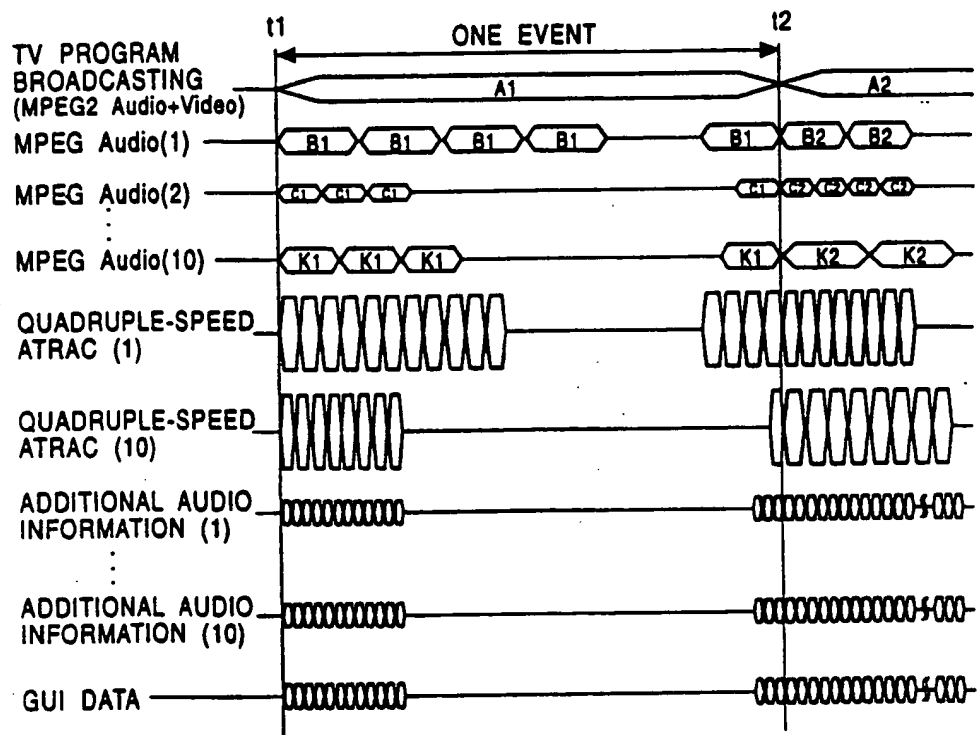 t1 t2
ONE EVENT
TV PROGRAM
BROADCASTING
(MPEG2 Audio+Video)
A1 A2
MPEG Audio(1) B1 B1 B1 B1 B1 B2 B2
MPEG Audio(2) C1 C1 C1 C1 C2 C2 C2 C2
MPEG Audio(10) K1 K1 K1 K1 K2 K2
QUADRUPLE-SPEED
ATRAC (1)
QUADRUPLE-SPEED
ATRAC (10)
ADDITIONAL AUDIO
INFORMATION (1)
ADDITIONAL AUDIO
INFORMATION (10)
GUI DATA